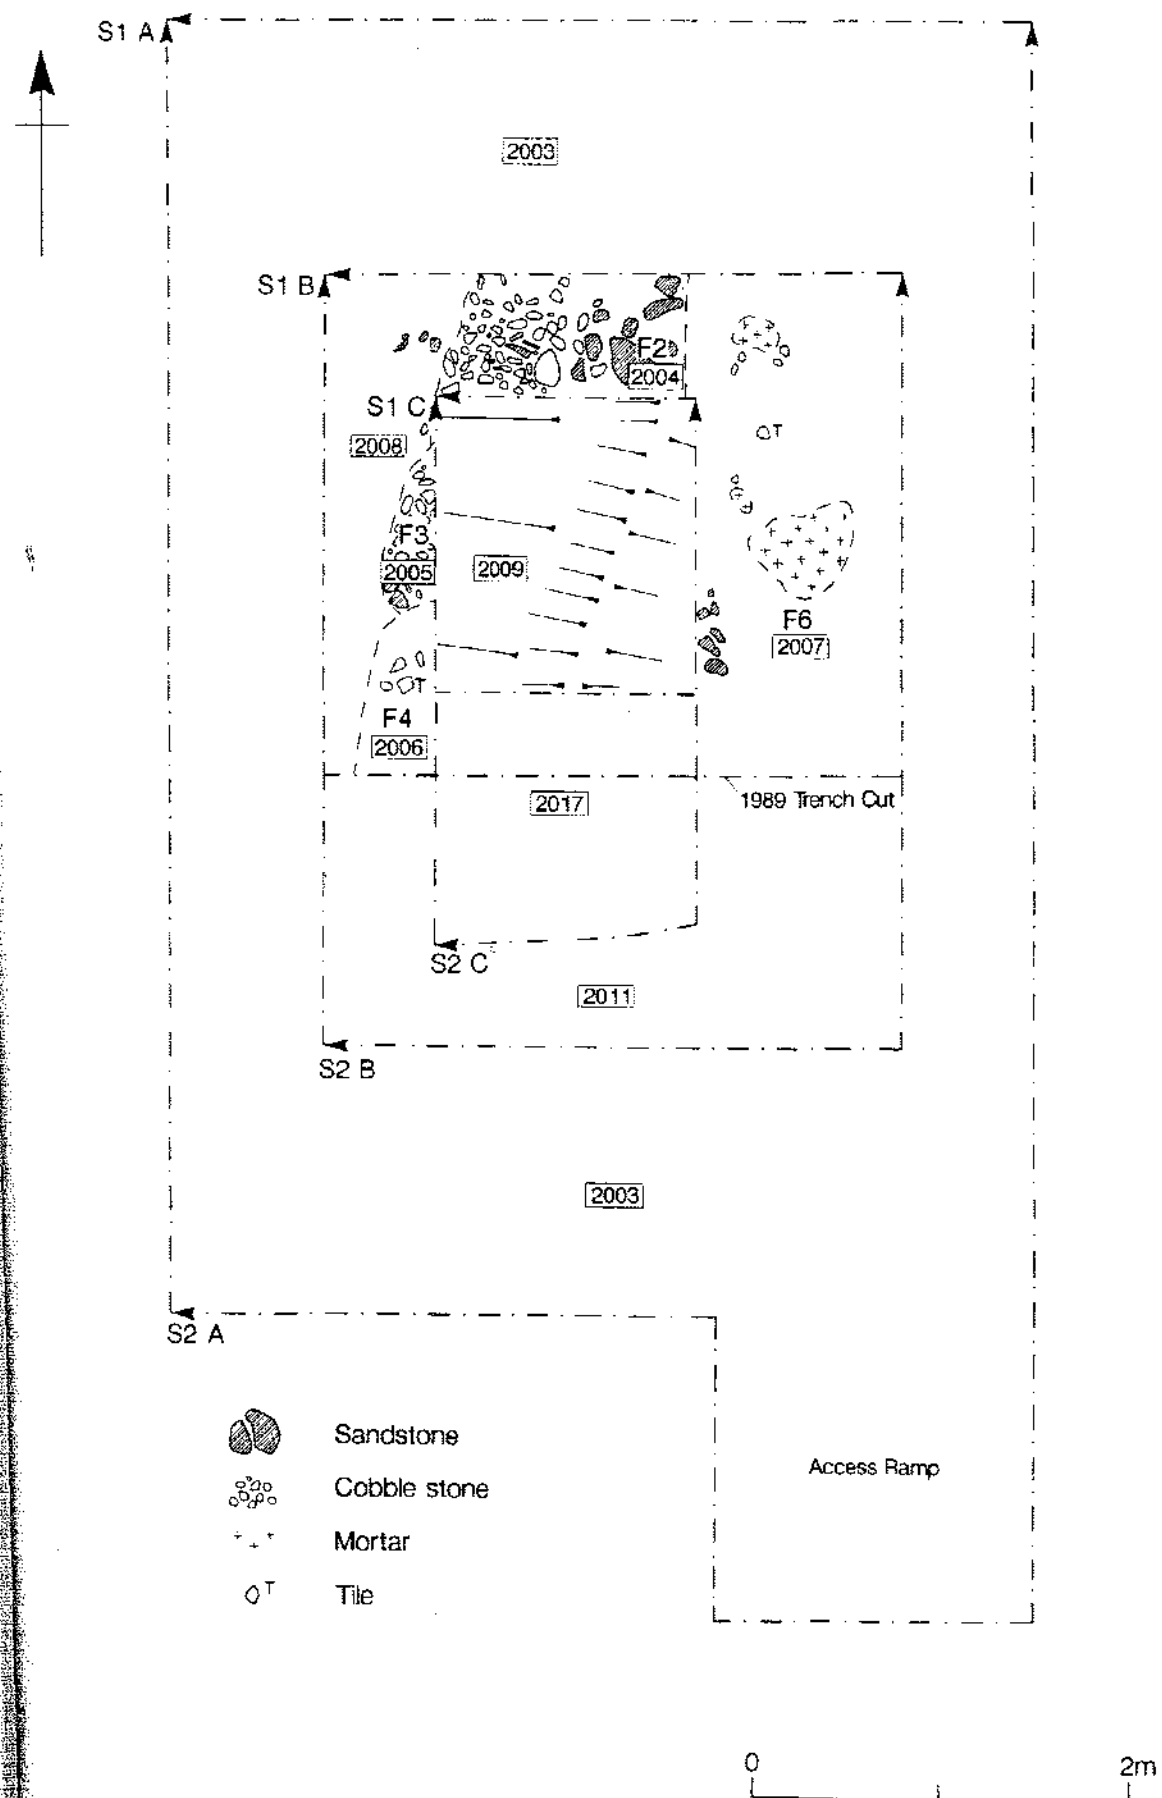 S1 A
2003
S1 B
F2
2004
S1 C
2008
T
F3
2005
2009
F6
2007
T
F4
2006
2017
1989 Trench Cut
S2 C
2011
S2 B
2003
S2 A
Sandstone
Access Ramp
Cobble stone
Mortar
T Tile
0 2m